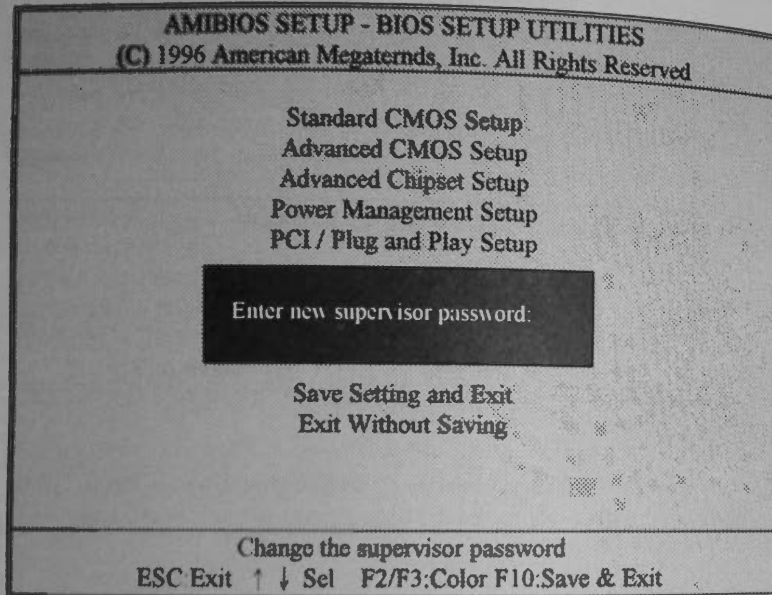 AMIBIOS SETUP - BIOS SETUP UTILITIES
(C) 1996 American Megaternds, Inc. All Rights Reserved
Standard CMOS Setup
Advanced CMOS Setup
Advanced Chipset Setup
Power Management Setup
PCI / Plug and Play Setup
Enter new supervisor password:
Save Setting and Exit
Exit Without Saving
Change the supervisor password
ESC:Exit ↑ ↓ Sel F2/F3:Color F10:Save & Exit